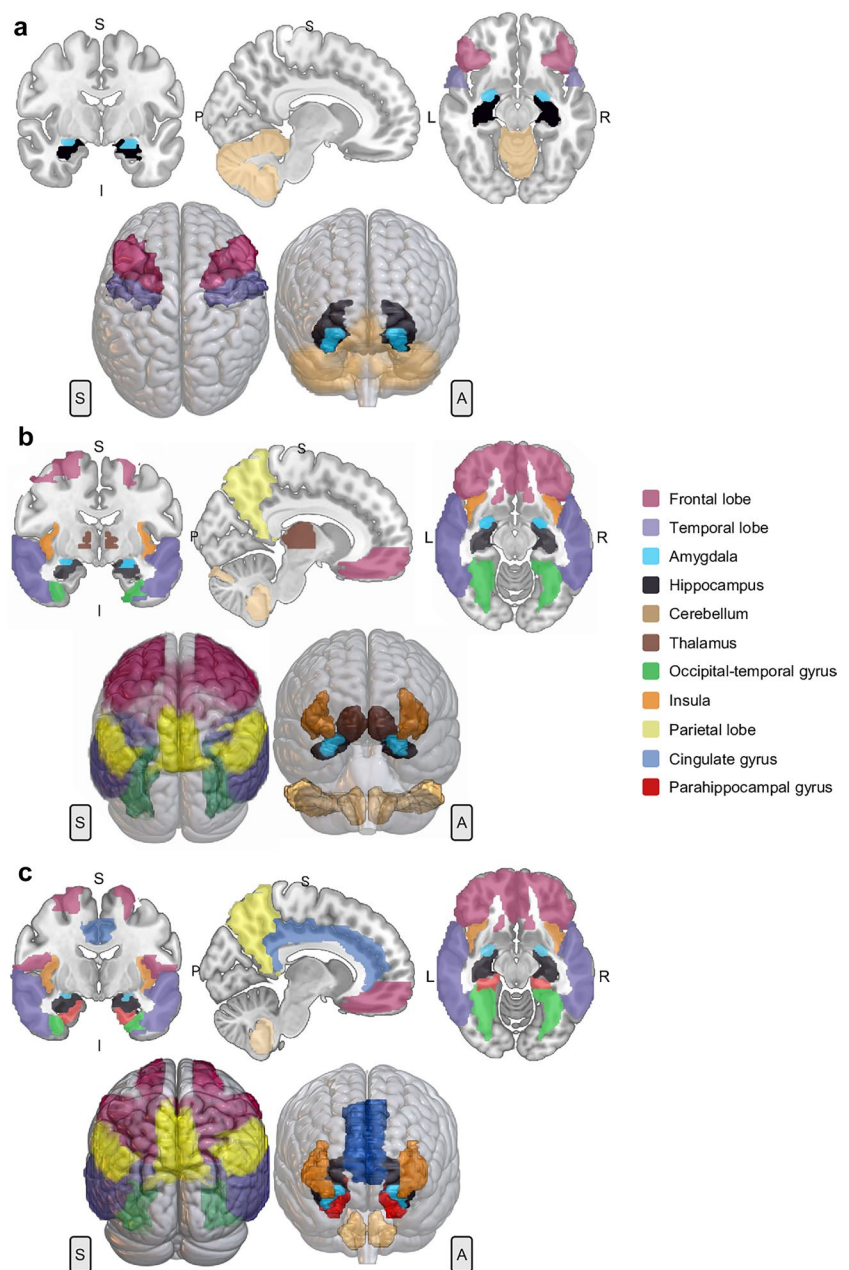 a
S
P
S
L
R
I
S
A
b
S
P
S
L
R
I
S
A
Frontal lobe
Temporal lobe
Amygdala
Hippocampus
Cerebellum
Thalamus
Occipital-temporal gyrus
Insula
Parietal lobe
Cingulate gyrus
Parahippocampal gyrus
c
S
P
S
L
R
I
S
A